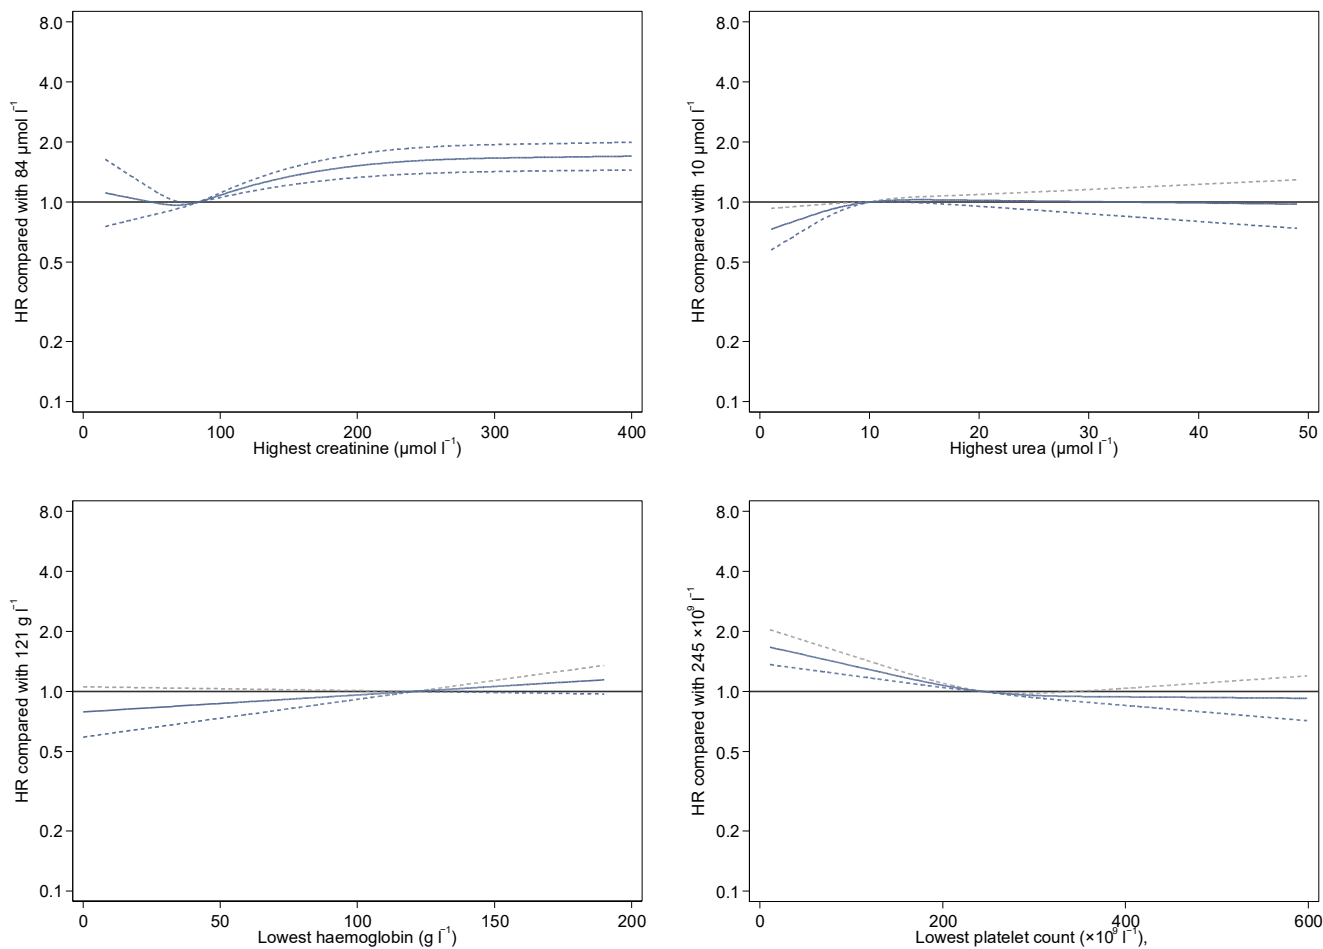 8.0
4.0
2.0
1.0
0.5
0.2
0.1
HR compared with 84 µmol l⁻¹
0 100 200 300 400
Highest creatinine (µmol l⁻¹)
8.0
4.0
2.0
1.0
0.5
0.2
0.1
HR compared with 10 µmol l⁻¹
0 10 20 30 40 50
Highest urea (µmol l⁻¹)
8.0
4.0
2.0
1.0
0.5
0.2
0.1
HR compared with 121 g l⁻¹
0 50 100 150 200
Lowest haemoglobin (g l⁻¹)
8.0
4.0
2.0
1.0
0.5
0.2
0.1
HR compared with 245 ×10⁹ l⁻¹
0 200 400 600
Lowest platelet count (×10⁹ l⁻¹),